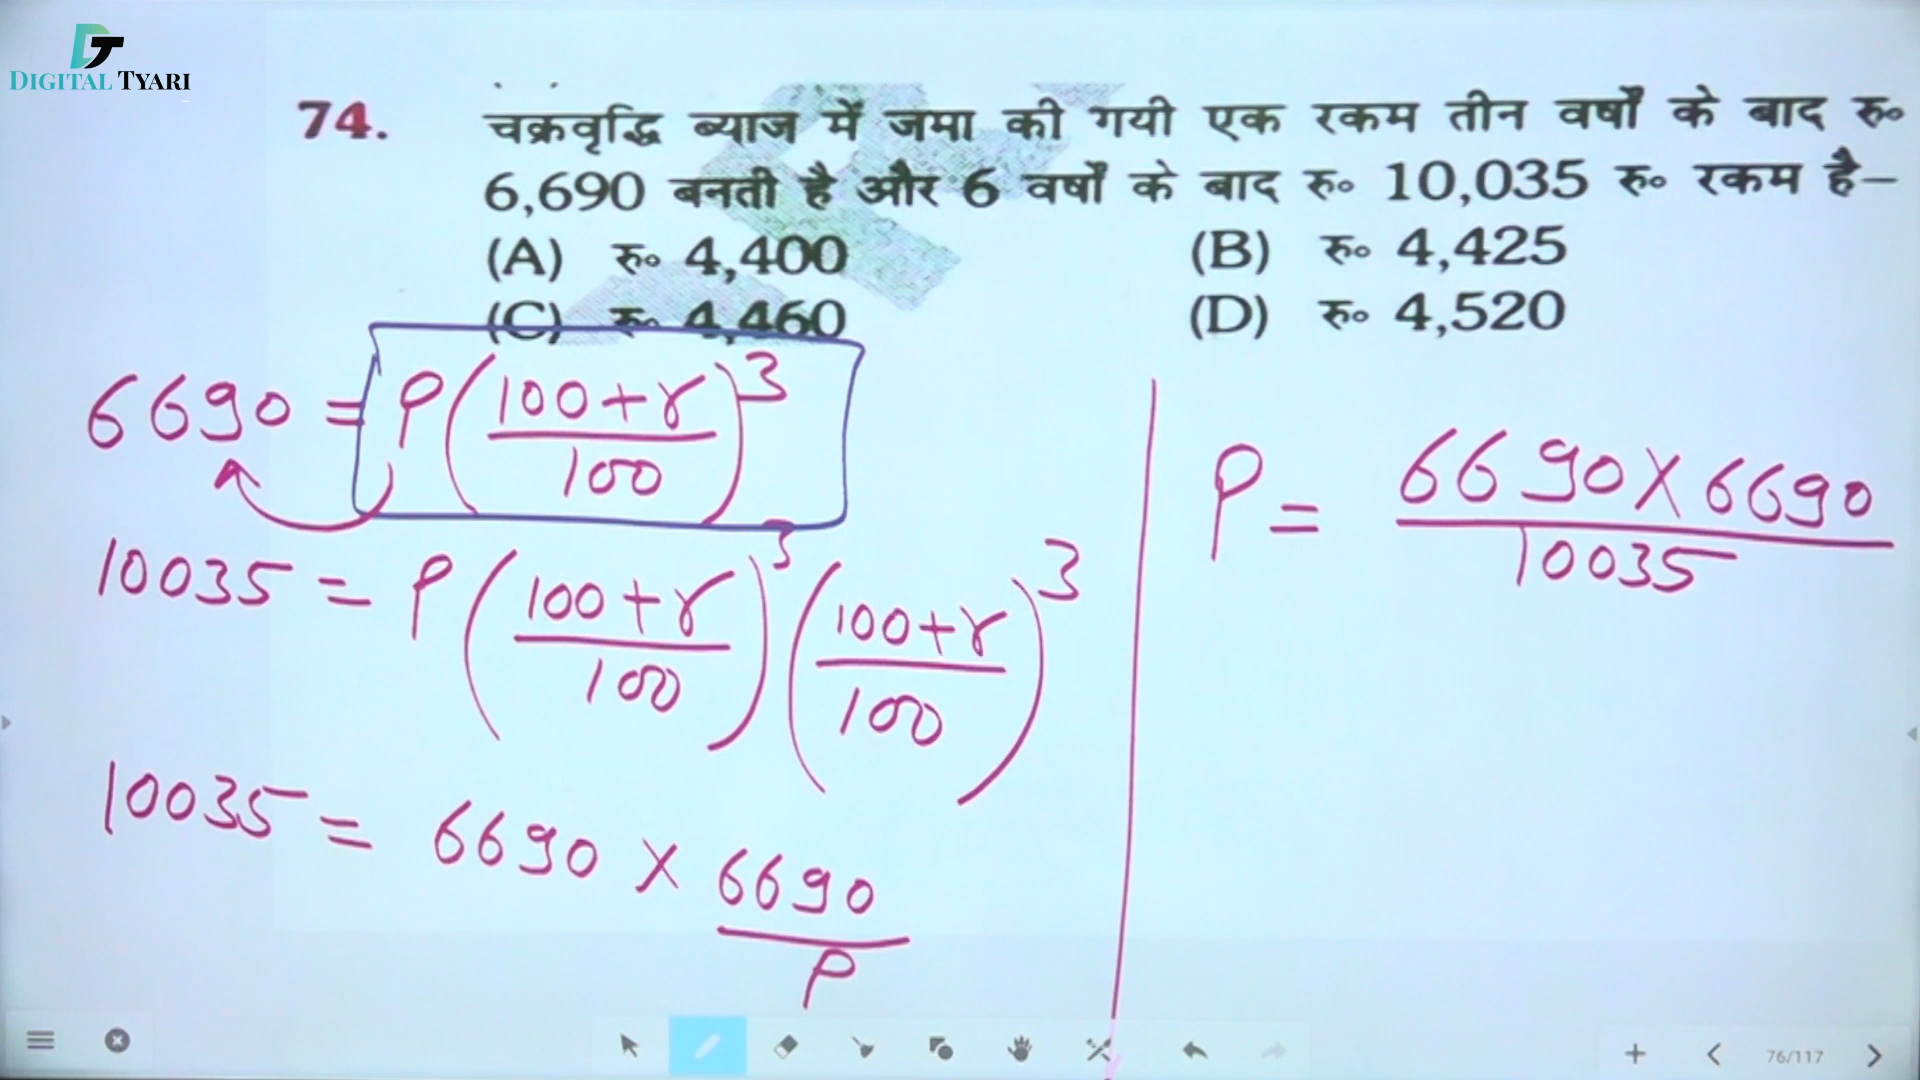 DIGITAL TYARI
74. चक्रवृद्धि ब्याज में जमा की गयी एक रकम तीन वर्षों के बाद रु०
6,690 बनती है और 6 वर्षों के बाद रु० 10,035 रु० रकम है–
(A) रु० 4,400 (B) रु० 4,425
(C) रु० 4,460 (D) रु० 4,520
6690 = P(100+r/100)^3
10035 = P(100+r/100)^3 (100+r/100)^3
10035 = 6690 × 6690/P
P = 6690×6690/10035
76/117